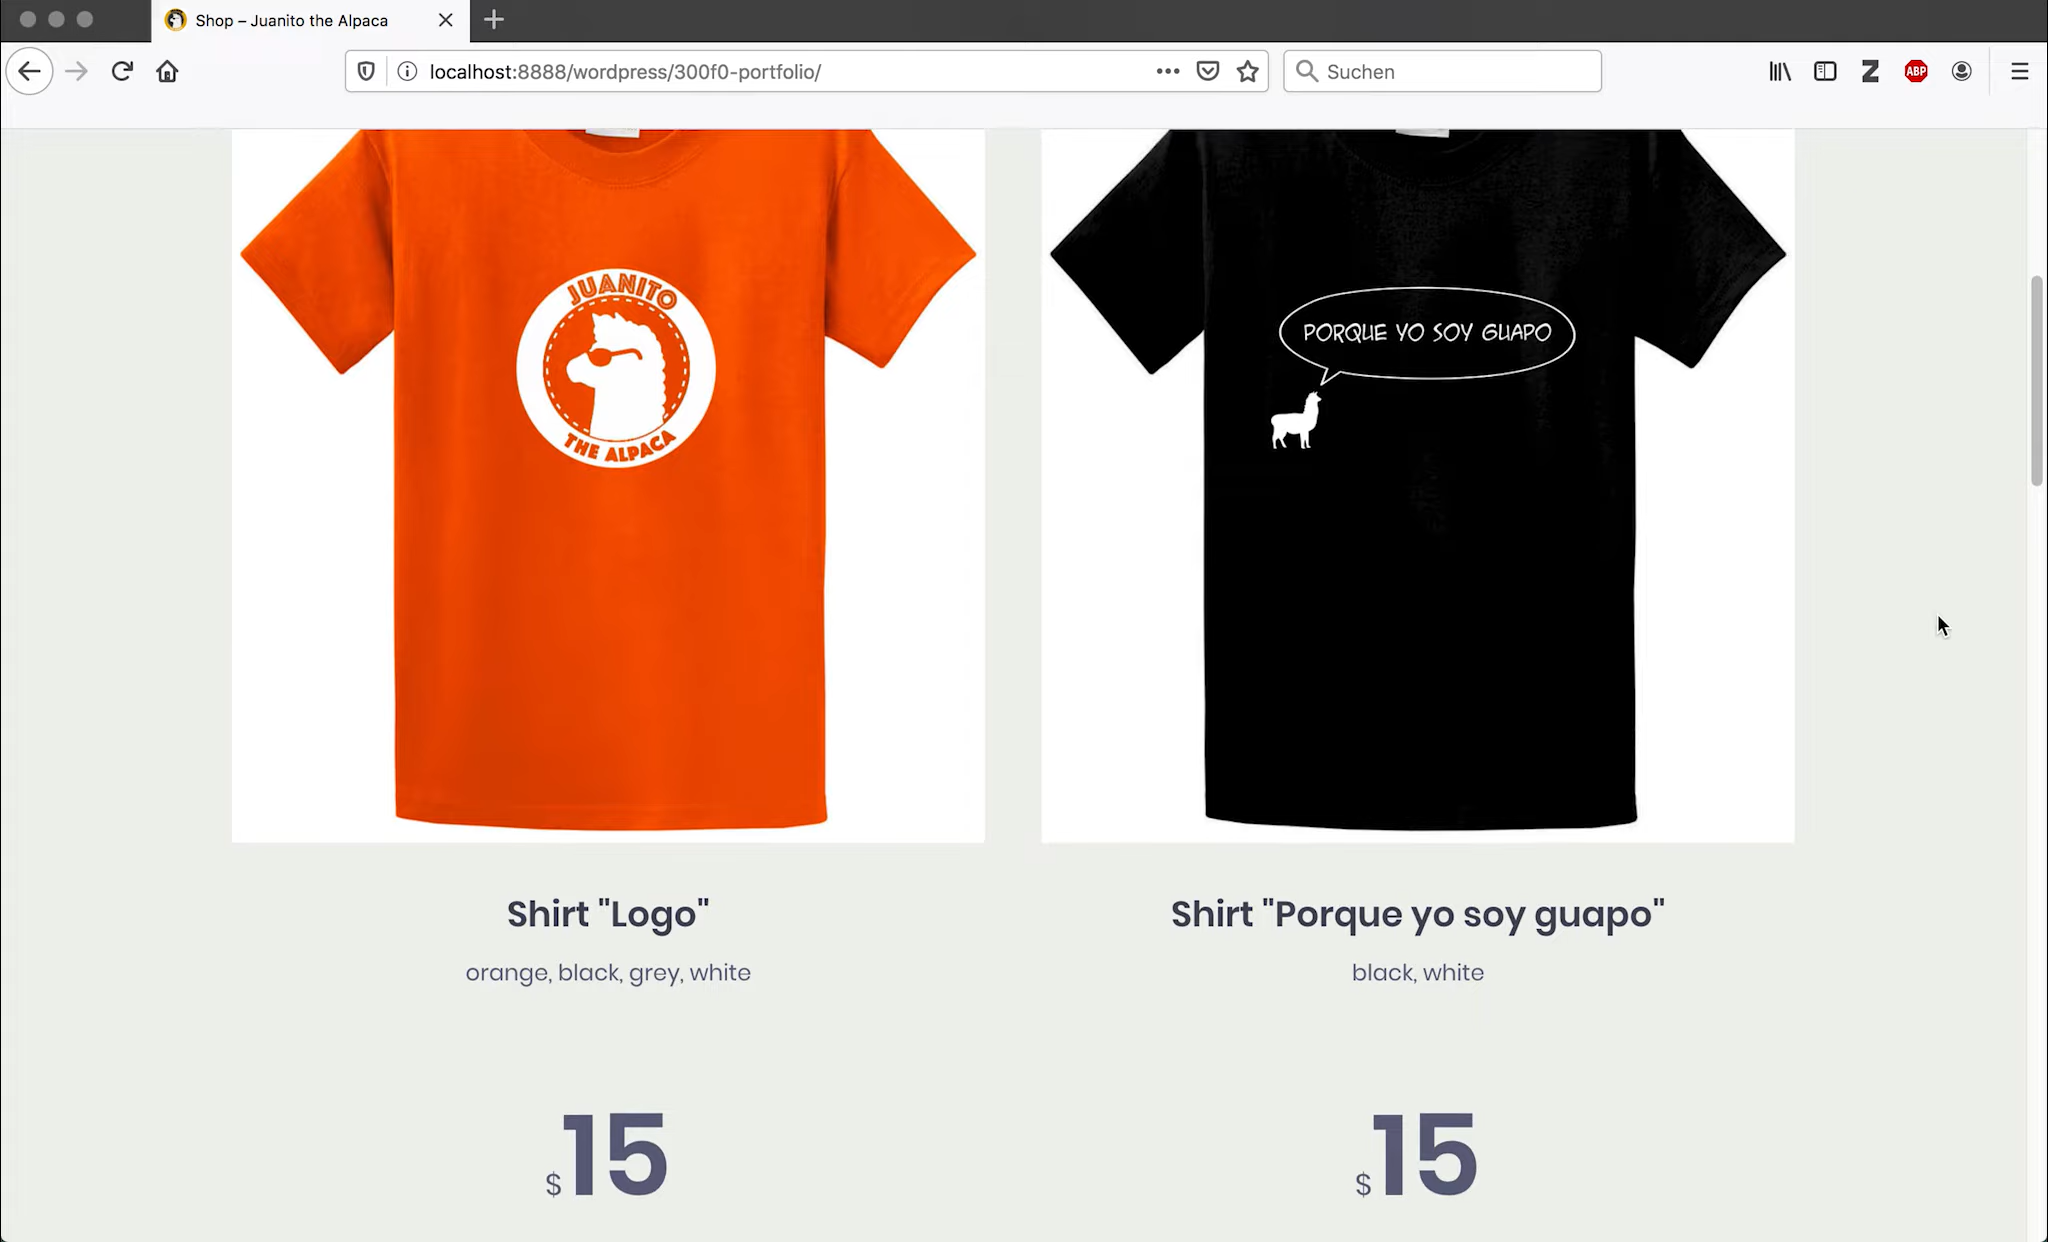 Shop – Juanito the Alpaca
localhost:8888/wordpress/300f0-portfolio/
Suchen
Z
ABP
JUANITO
THE ALPACA
PORQUE YO SOY GUAPO
Shirt "Logo"
Shirt "Porque yo soy guapo"
orange, black, grey, white
black, white
$15
$15